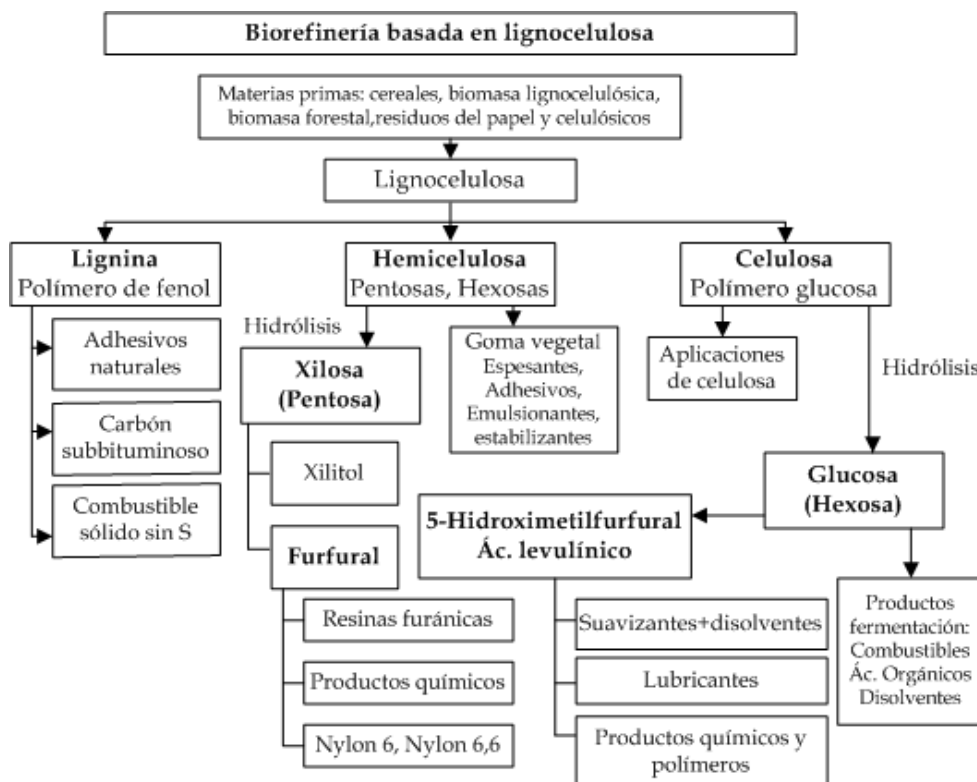 Biorefinería basada en lignocelulosa
Materias primas: cereales, biomasa lignocelulósica,
biomasa forestal,residuos del papel y celulósicos
Lignocelulosa
Lignina
Polímero de fenol
Adhesivos
naturales
Carbón
subbituminoso
Combustible
sólido sin S
Hemicelulosa
Pentosas, Hexosas
Hidrólisis
Xilosa
(Pentosa)
Xilitol
Furfural
Resinas furánicas
Productos químicos
Nylon 6, Nylon 6,6
Goma vegetal
Espesantes,
Adhesivos,
Emulsionantes,
estabilizantes
Celulosa
Polímero glucosa
Aplicaciones
de celulosa
Hidrólisis
Glucosa
(Hexosa)
5-Hidroximetilfurfural
Ác. levulínico
Suavizantes+disolventes
Lubricantes
Productos químicos y
polímeros
Productos
fermentación:
Combustibles
Ác. Orgánicos
Disolventes